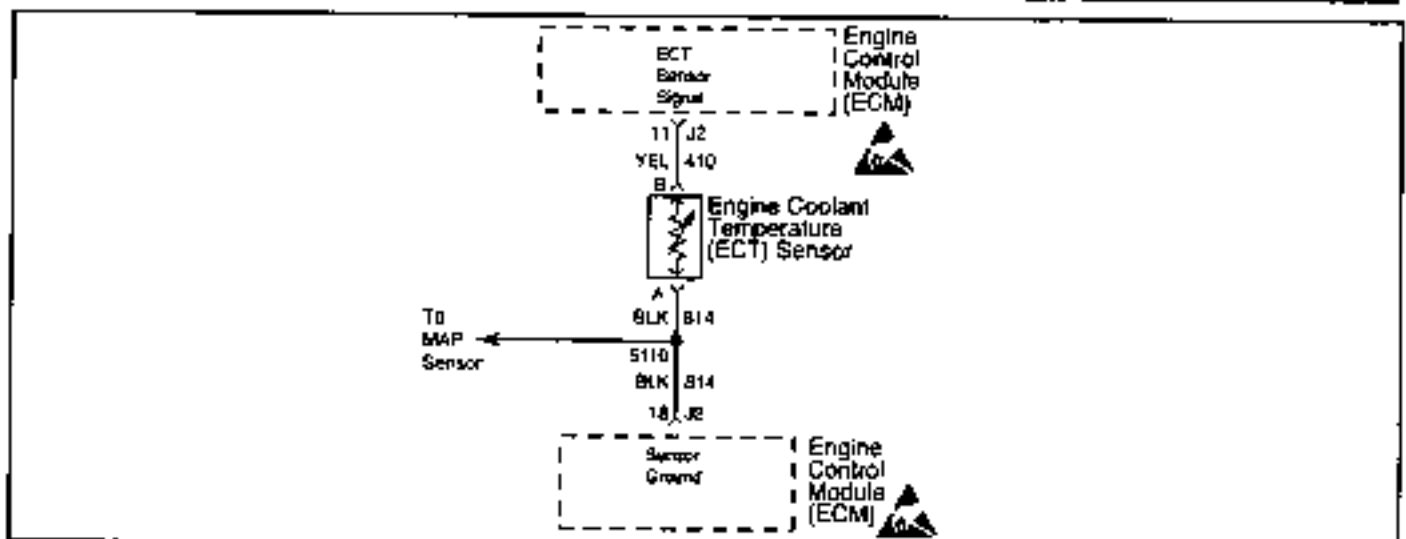 ECT
Sensor
Signal
Engine
Control
Module
(ECM)
11 J2
YEL 410
B
Engine Coolant
Temperature
(ECT) Sensor
A
BLK 814
To
MAP
Sensor
S110
BLK 814
18 J2
Sensor
Ground
Engine
Control
Module
(ECM)